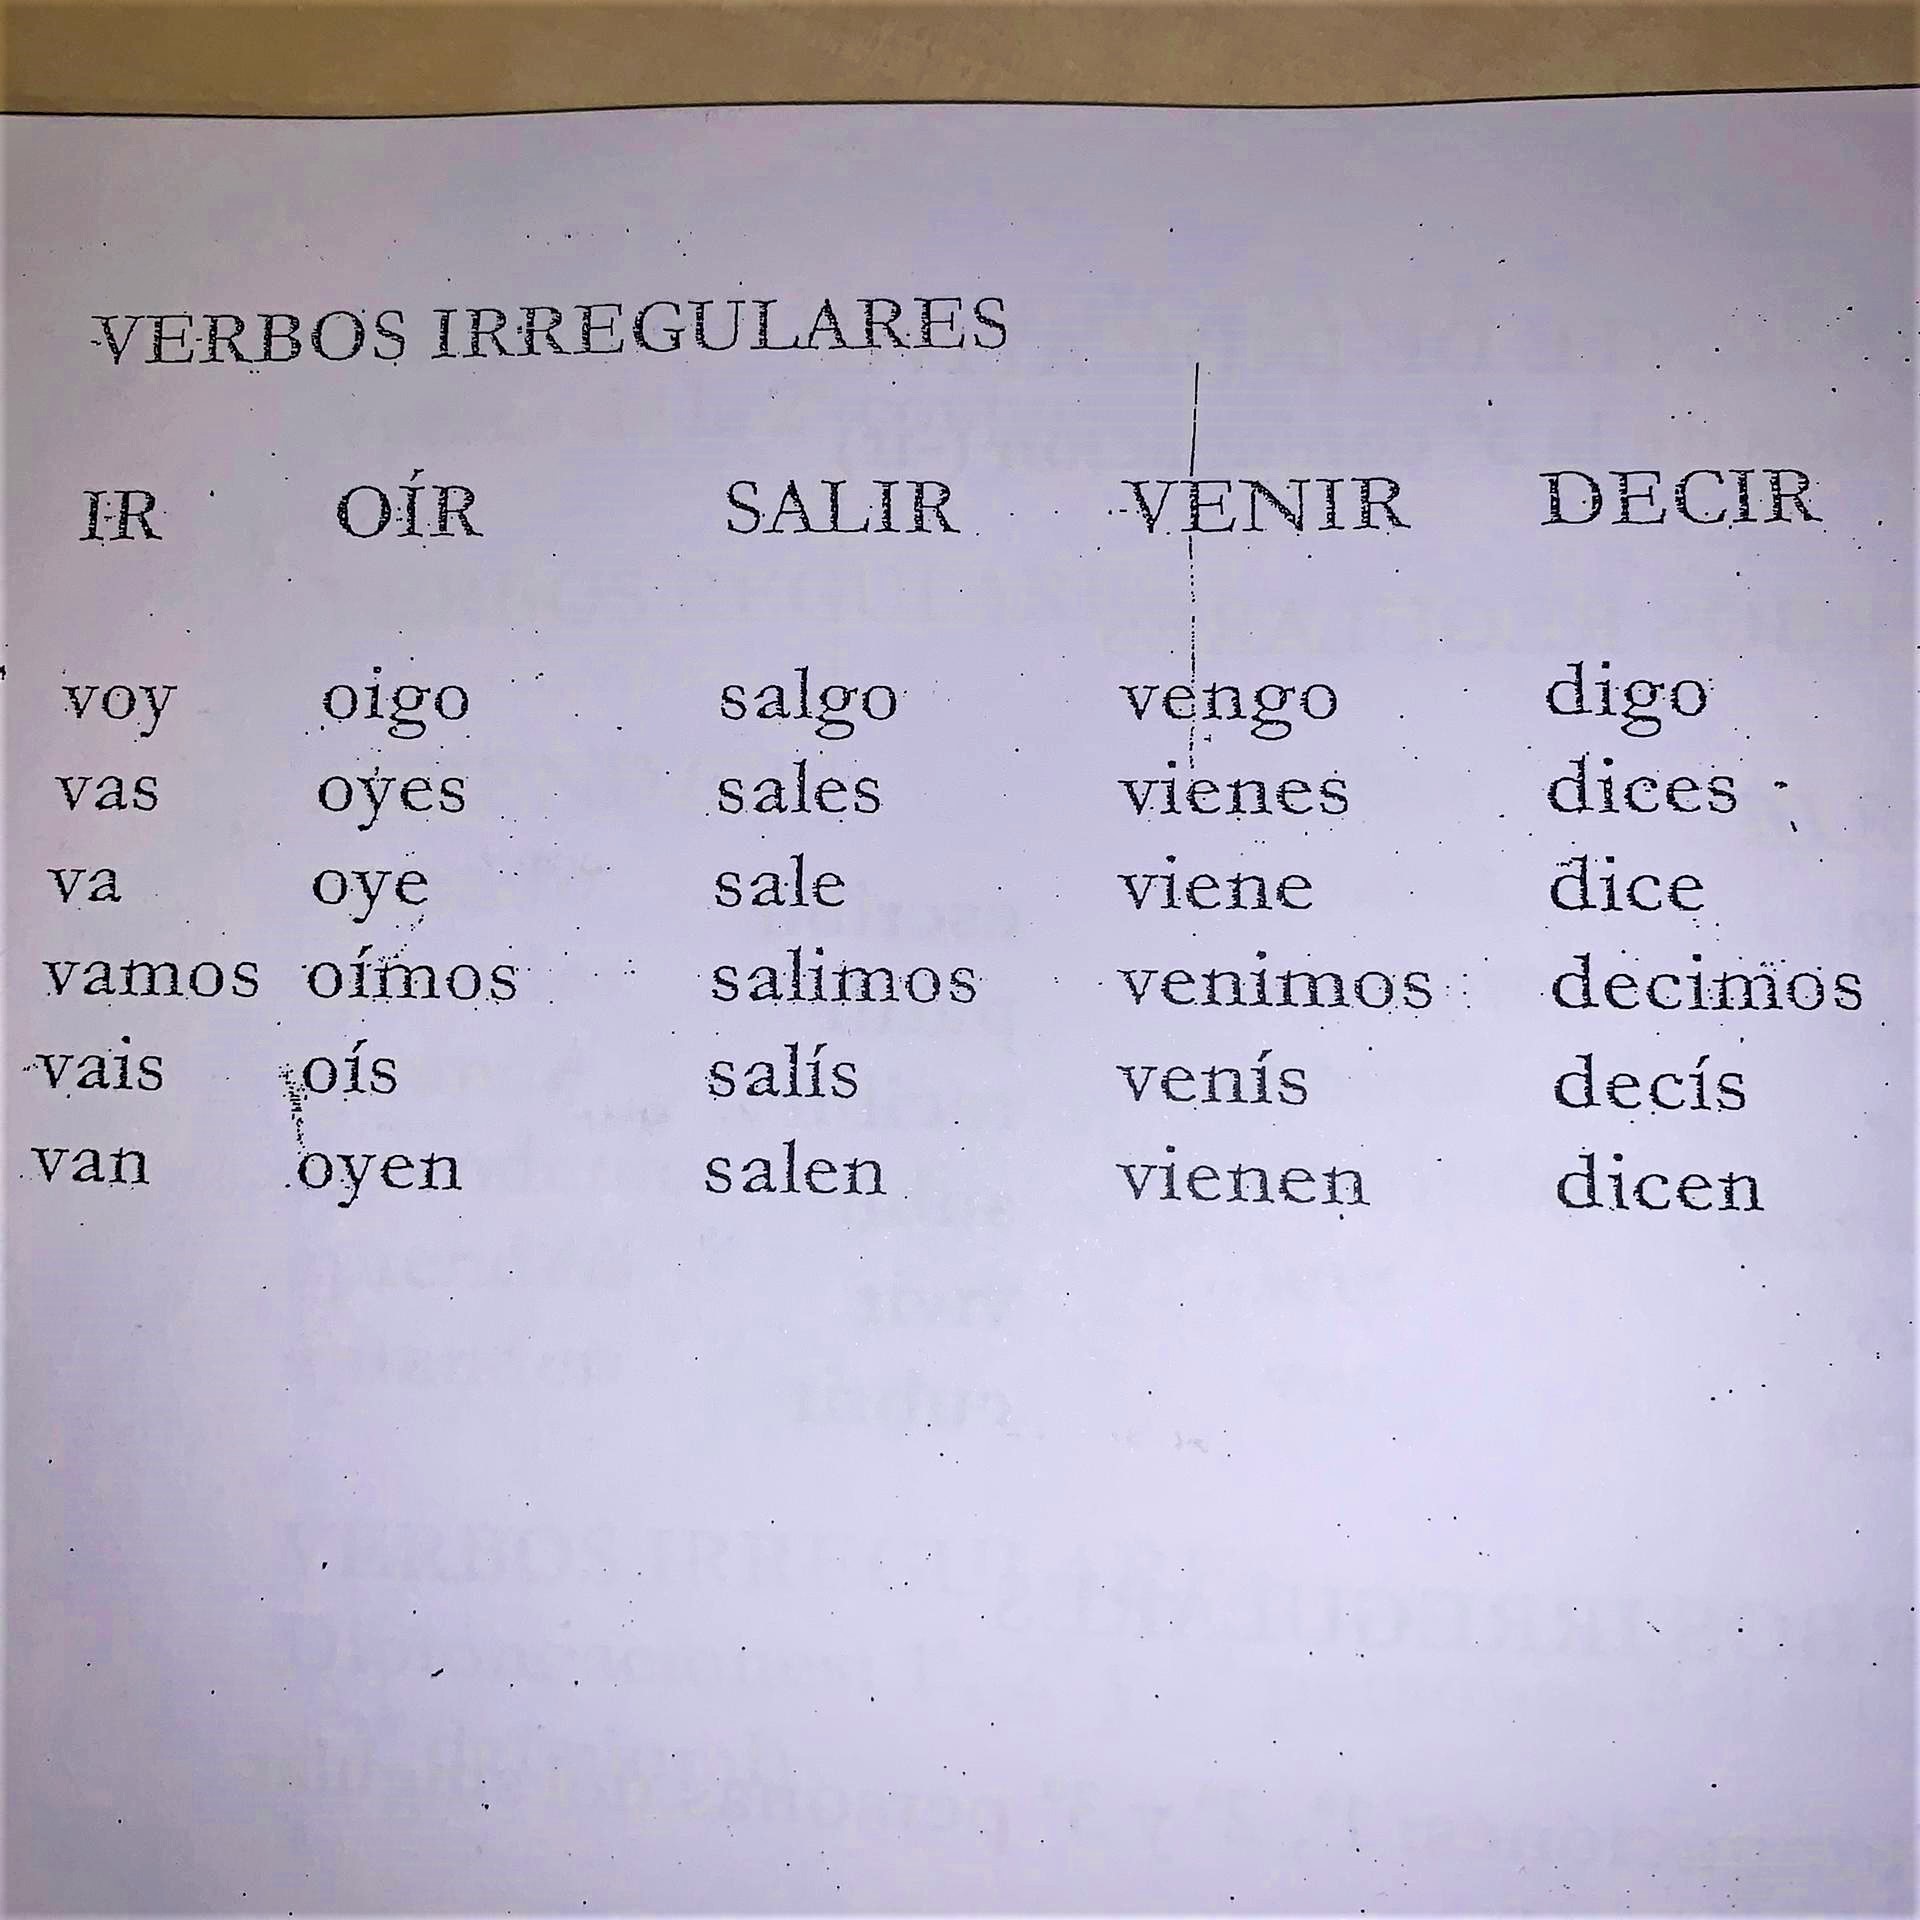 VERBOS IRREGULARES
IR OÍR SALIR VENIR DECIR
voy oigo salgo vengo digo
vas oyes sales vienes dices
va oye sale viene dice
vamos oímos salimos venimos decimos
vais oís salís venís decís
van oyen salen vienen dicen